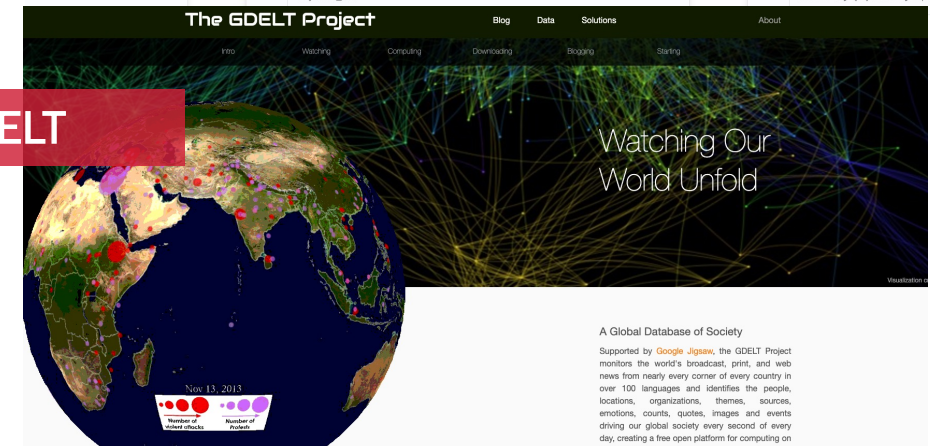 The GDELT Project
Blog Data Solutions About
Intro Watching Computing Downloading Blogging Starting
ELT
Watching Our
World Unfold
Visualization
A Global Database of Society
Supported by Google Jigsaw, the GDELT Project
monitors the world's broadcast, print, and web
news from nearly every corner of every country in
over 100 languages and identifies the people,
locations, organizations, themes, sources,
emotions, counts, quotes, images and events
driving our global society every second of every
day, creating a free open platform for computing on
Nov 13, 2013
Number of violent attacks
Number of Protests